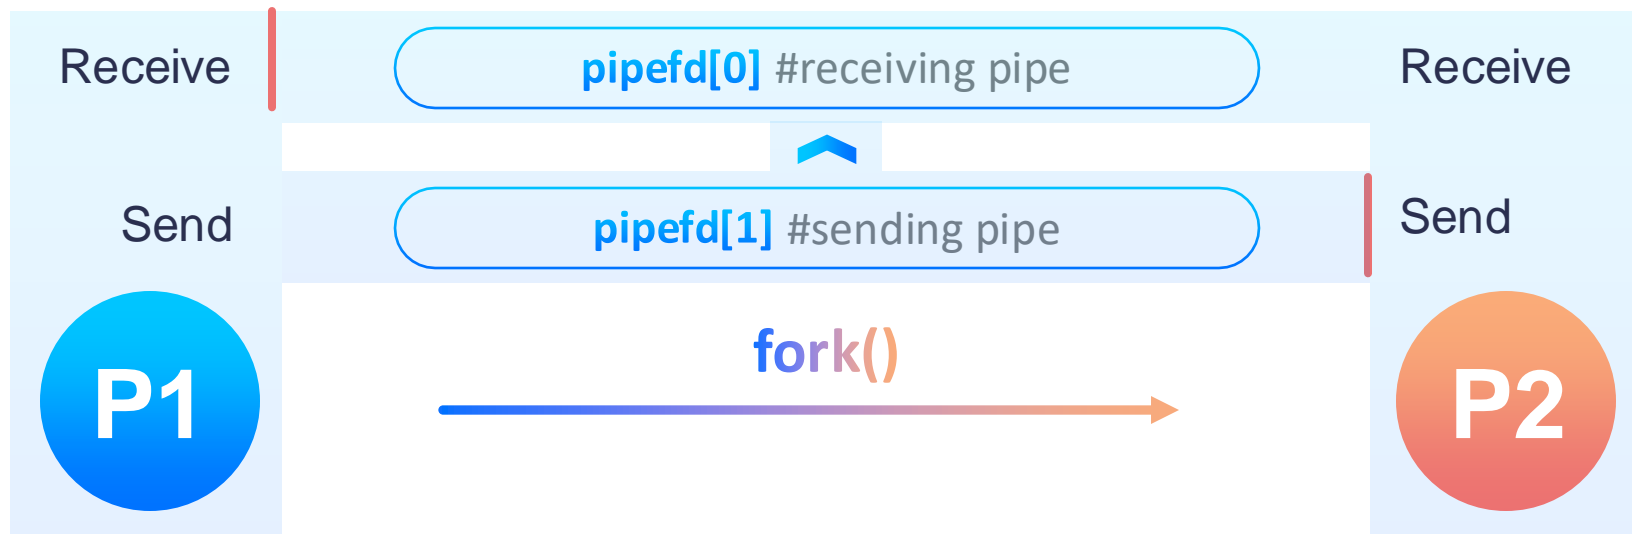 Receive pipefd[0] #receiving pipe Receive
Send pipefd[1] #sending pipe Send
fork()
P1 P2